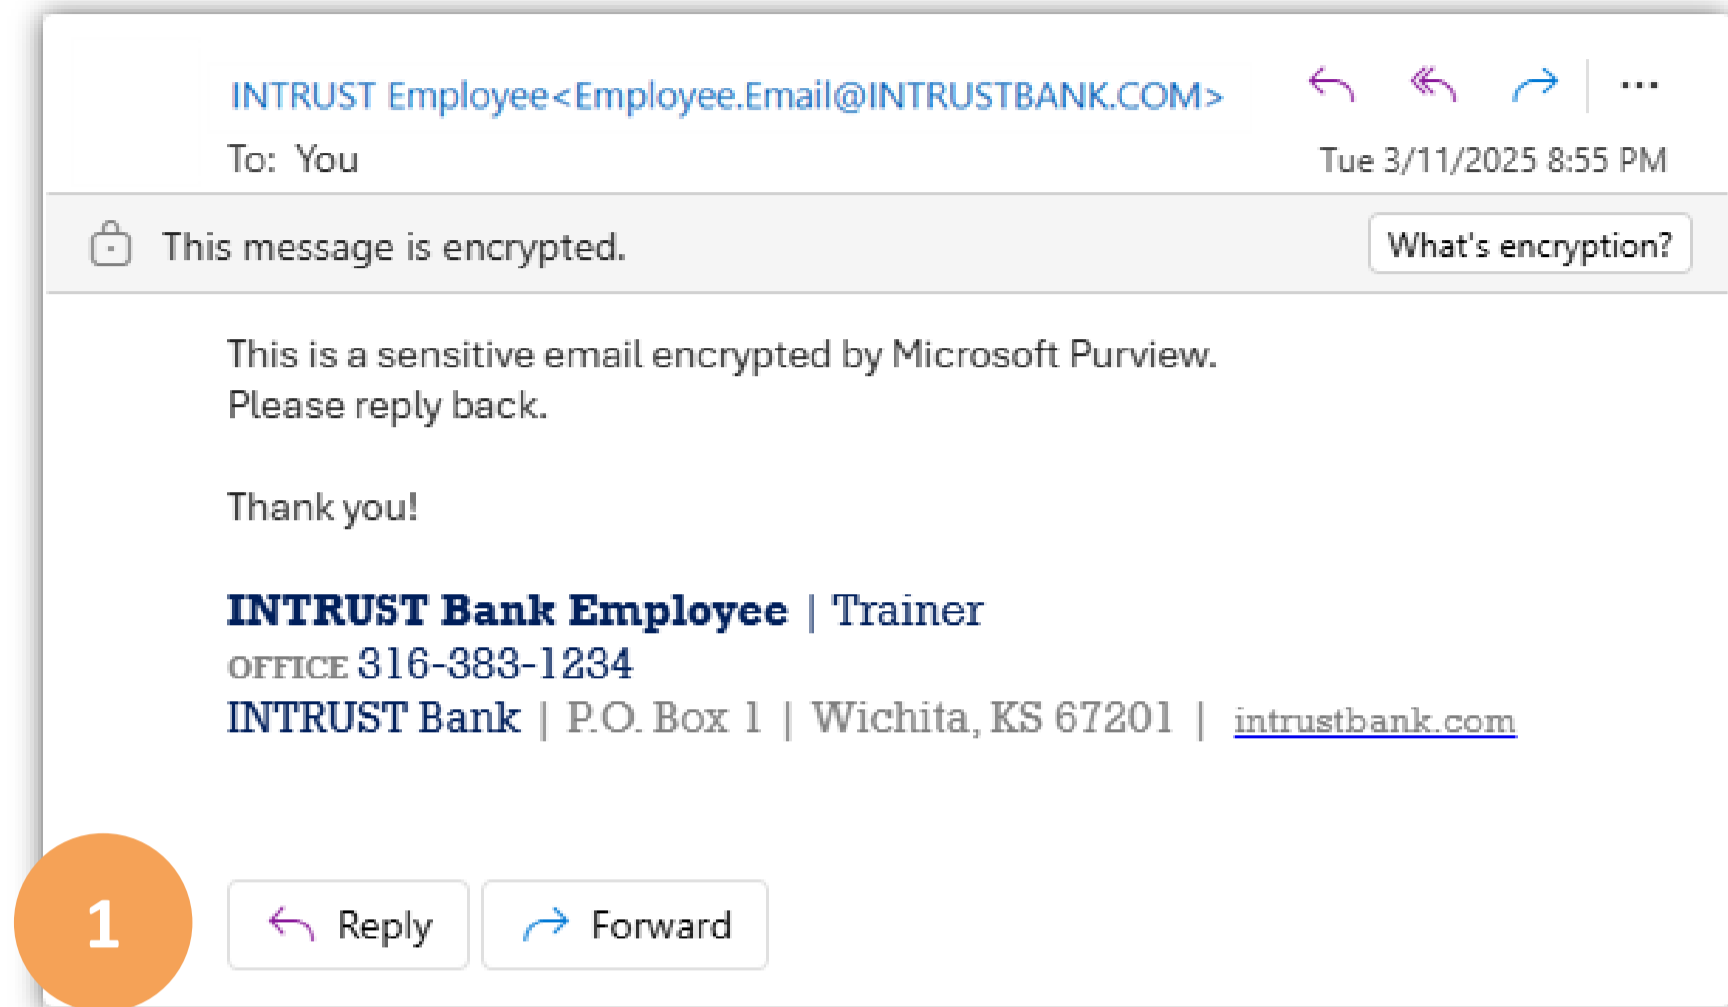 INTRUST Employee<Employee.Email@INTRUSTBANK.COM>
To: You
Tue 3/11/2025 8:55 PM
This message is encrypted.
What's encryption?
This is a sensitive email encrypted by Microsoft Purview.
Please reply back.
Thank you!
INTRUST Bank Employee | Trainer
OFFICE 316-383-1234
INTRUST Bank | P.O. Box 1 | Wichita, KS 67201 | intrustbank.com
1
Reply
Forward